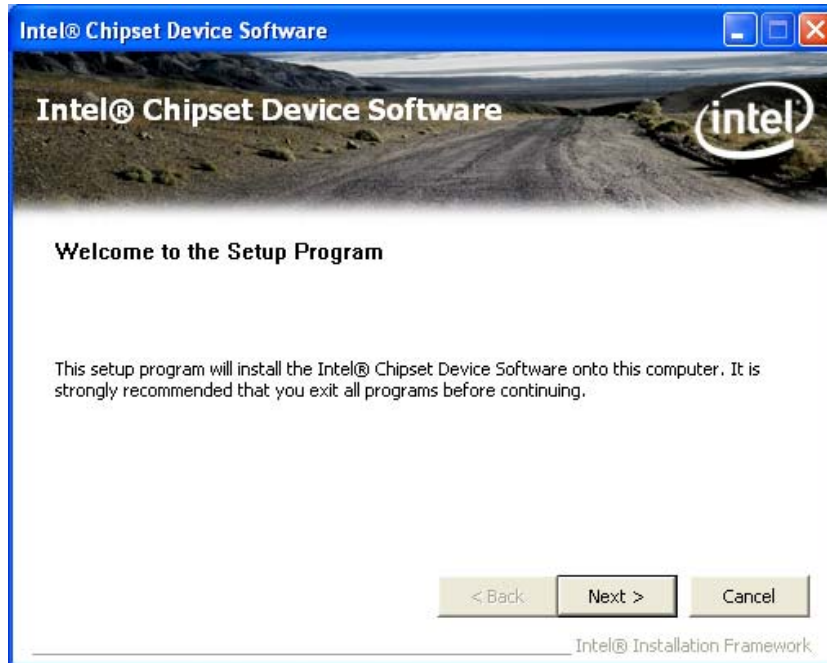 Intel® Chipset Device Software
Intel® Chipset Device Software
intel
Welcome to the Setup Program
This setup program will install the Intel® Chipset Device Software onto this computer. It is
strongly recommended that you exit all programs before continuing.
< Back
Next >
Cancel
Intel® Installation Framework